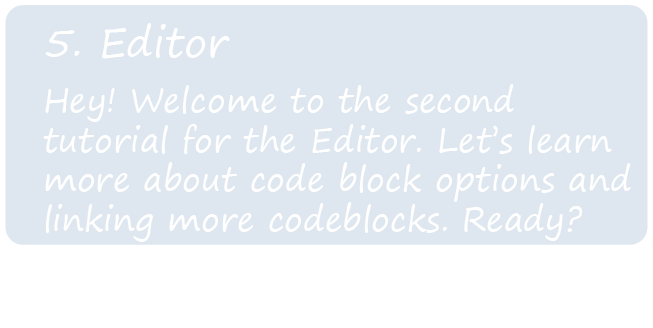 5. Editor
Hey! Welcome to the second
tutorial for the Editor. Let's learn
more about code block options and
linking more codeblocks. Ready?